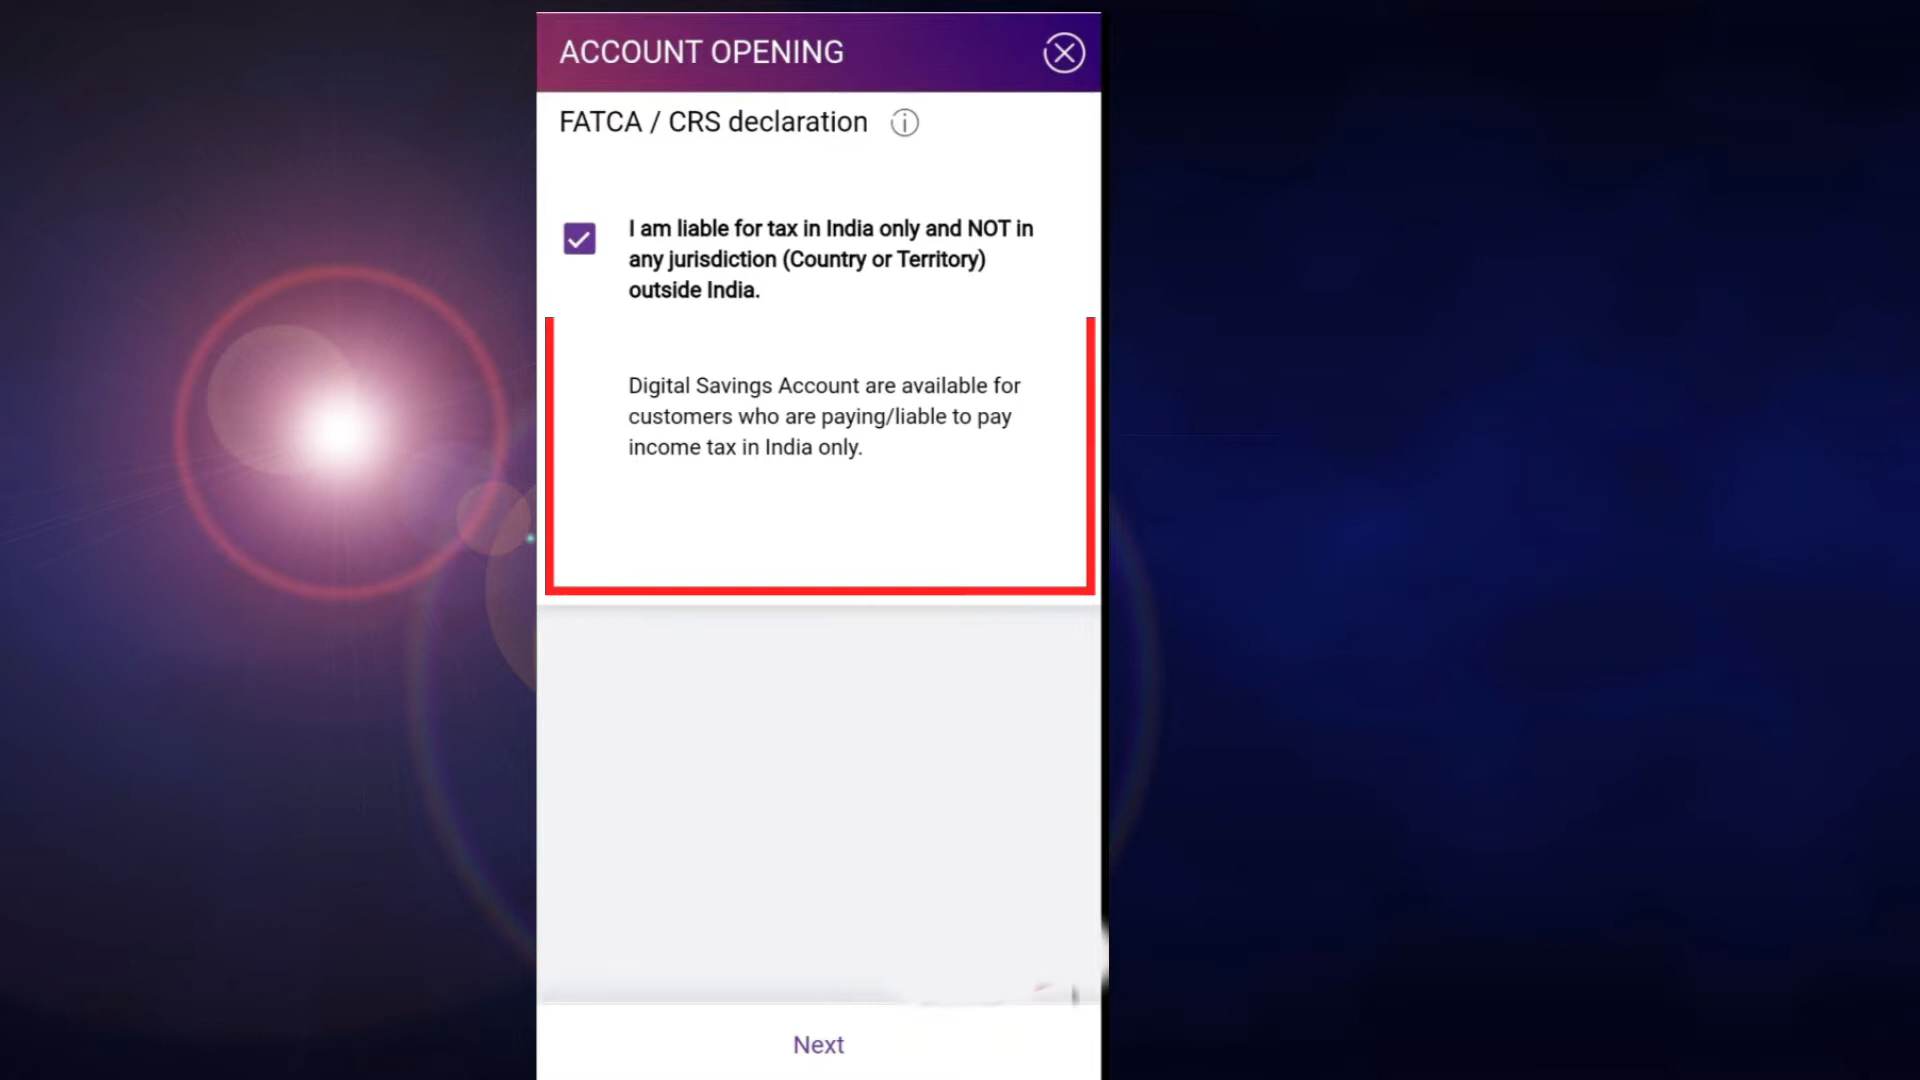 ACCOUNT OPENING
FATCA / CRS declaration
I am liable for tax in India only and NOT in
any jurisdiction (Country or Territory)
outside India.
Digital Savings Account are available for
customers who are paying/liable to pay
income tax in India only.
Next